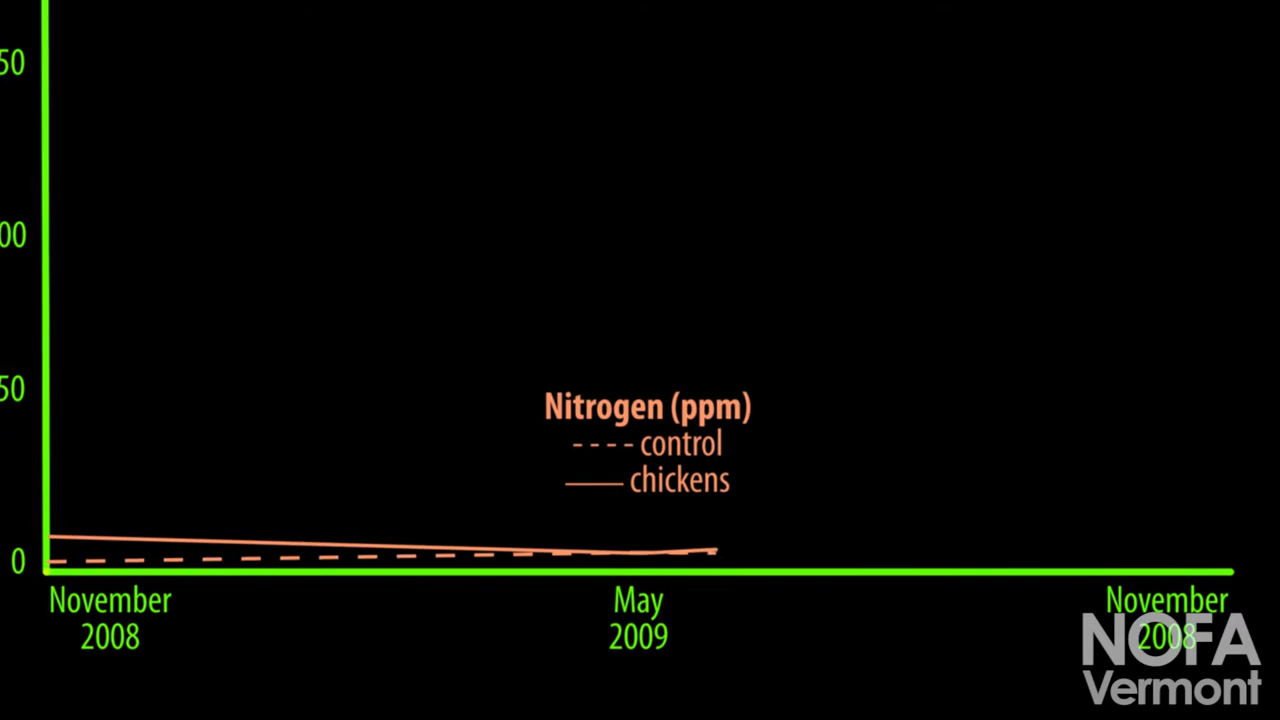 50
00
50
Nitrogen (ppm)
control
chickens
0
November
2008
May
2009
November
2008
NOFA
Vermont